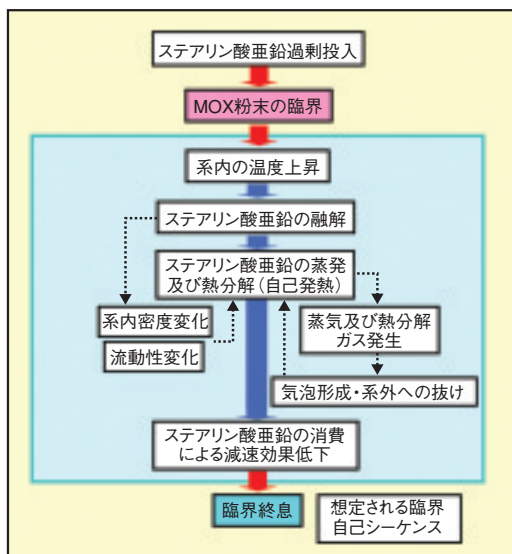 ステアリン酸亜鉛過剰投入
MOX粉末の臨界
系内の温度上昇
ステアリン酸亜鉛の融解
ステアリン酸亜鉛の蒸発
及び熱分解（自己発熱）
系内密度変化
流動性変化
蒸気及び熱分解
ガス発生
気泡形成・系外への抜け
ステアリン酸亜鉛の消費
による減速効果低下
臨界終息
想定される臨界
自己シーケンス